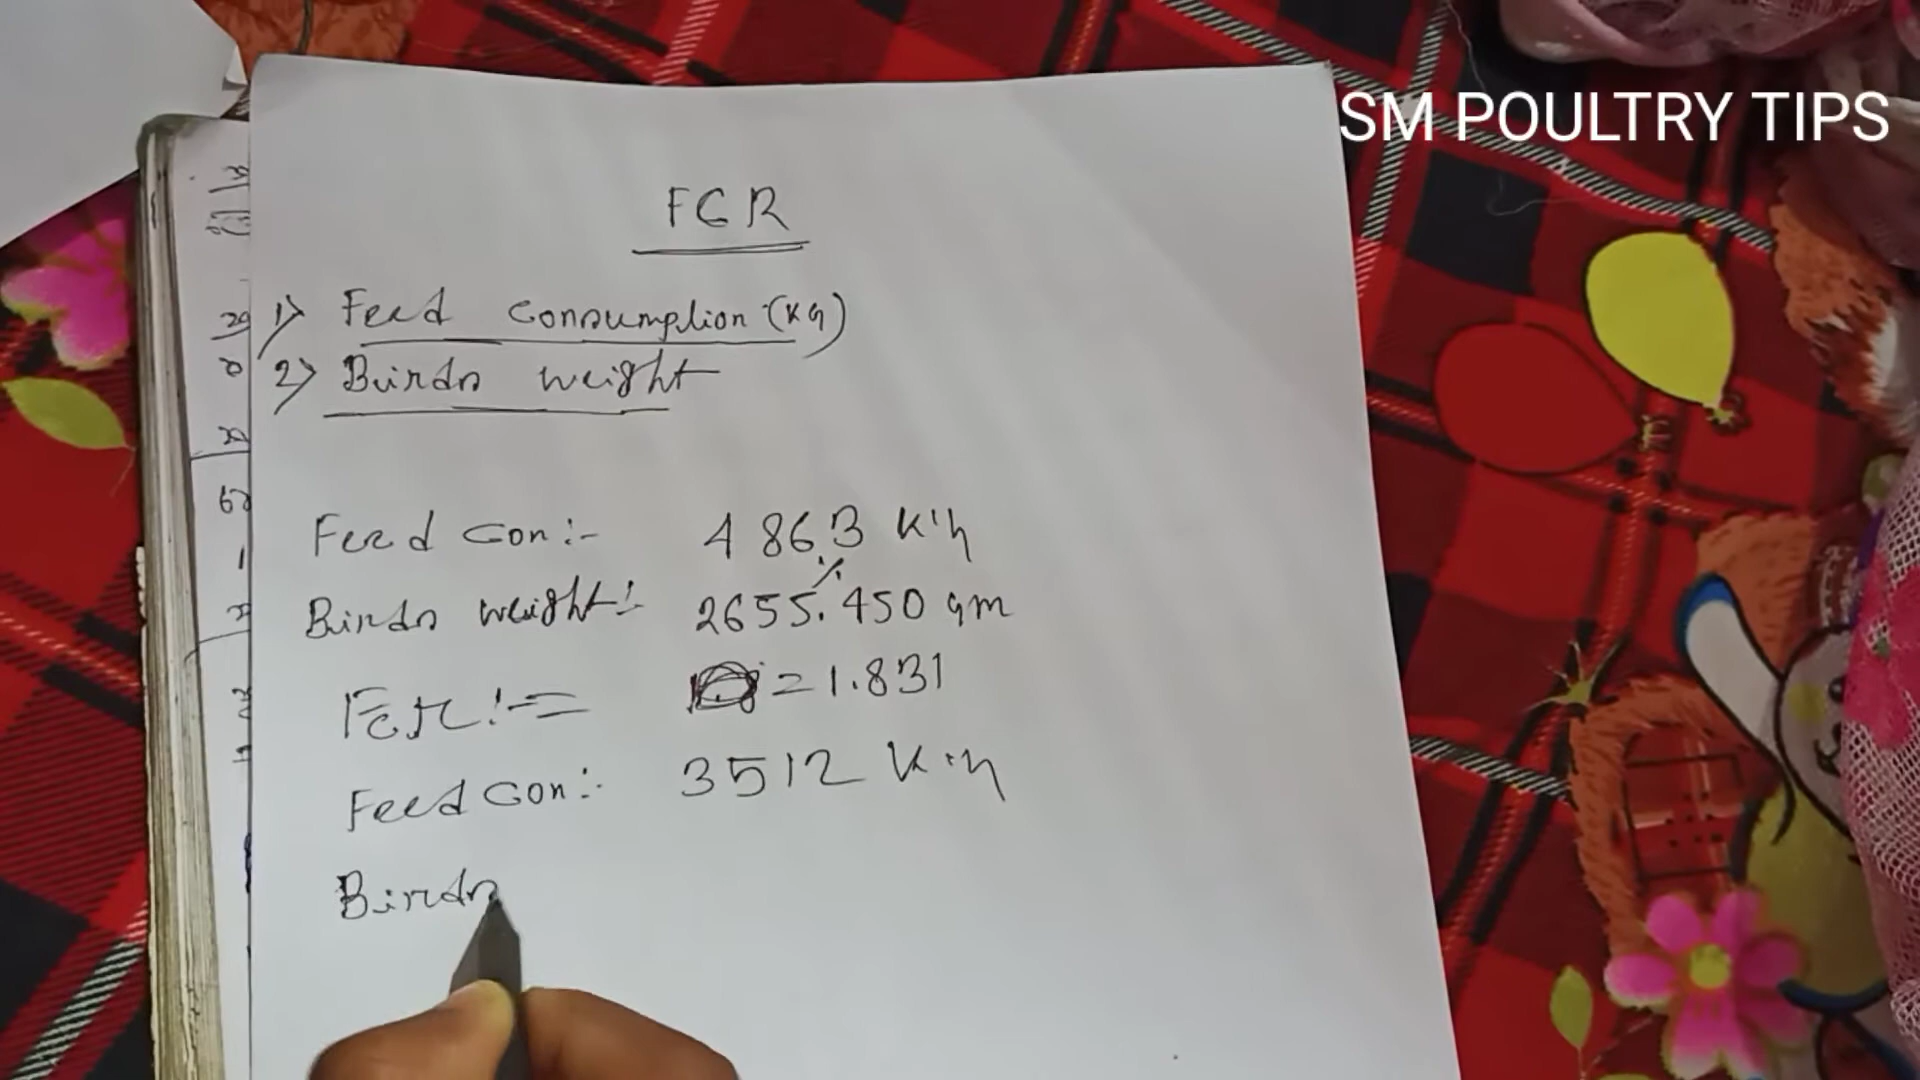 SM POULTRY TIPS
FCR
1) Feed Consumption (Kg)
2) Birds weight
Feed Con:- 4863 K.g
÷
Birds weight:- 2655.450 gm
FCR:- = 1.831
Feed Con:- 3512 K.g
Birds